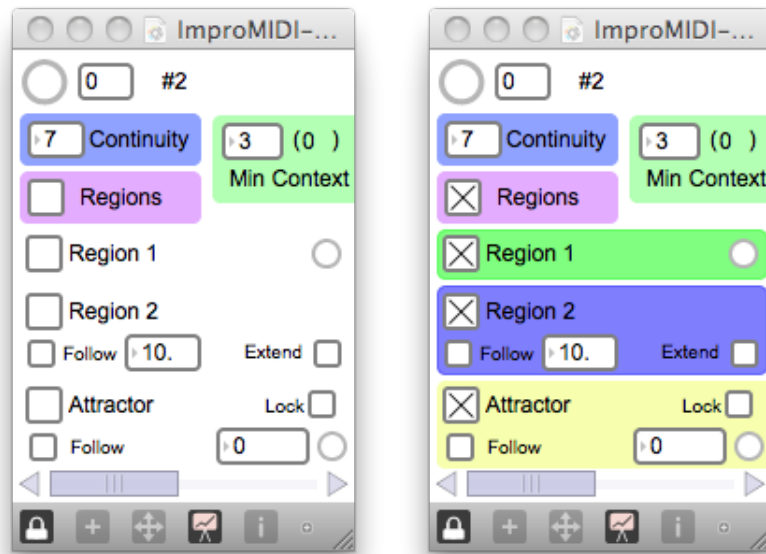 ImproMIDI-...
0 #2
7 Continuity 3 (0 )
Min Context
Regions
Region 1
Region 2
Follow 10. Extend
Attractor Lock
Follow 0
ImproMIDI-...
0 #2
7 Continuity 3 (0 )
Min Context
Regions
Region 1
Region 2
Follow 10. Extend
Attractor Lock
Follow 0